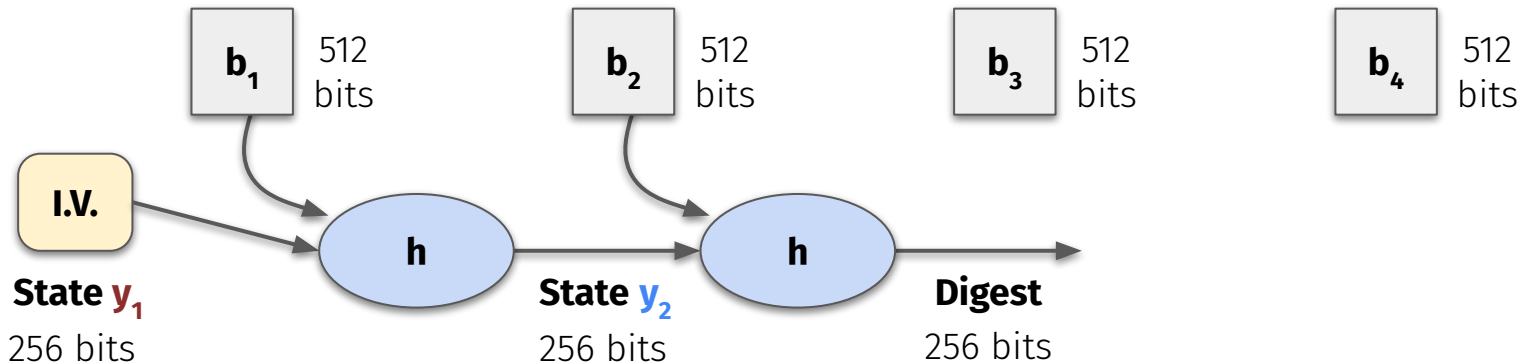 b₁ 512 bits
b₂ 512 bits
b₃ 512 bits
b₄ 512 bits
I.V.
h
h
State y₁
256 bits
State y₂
256 bits
Digest
256 bits